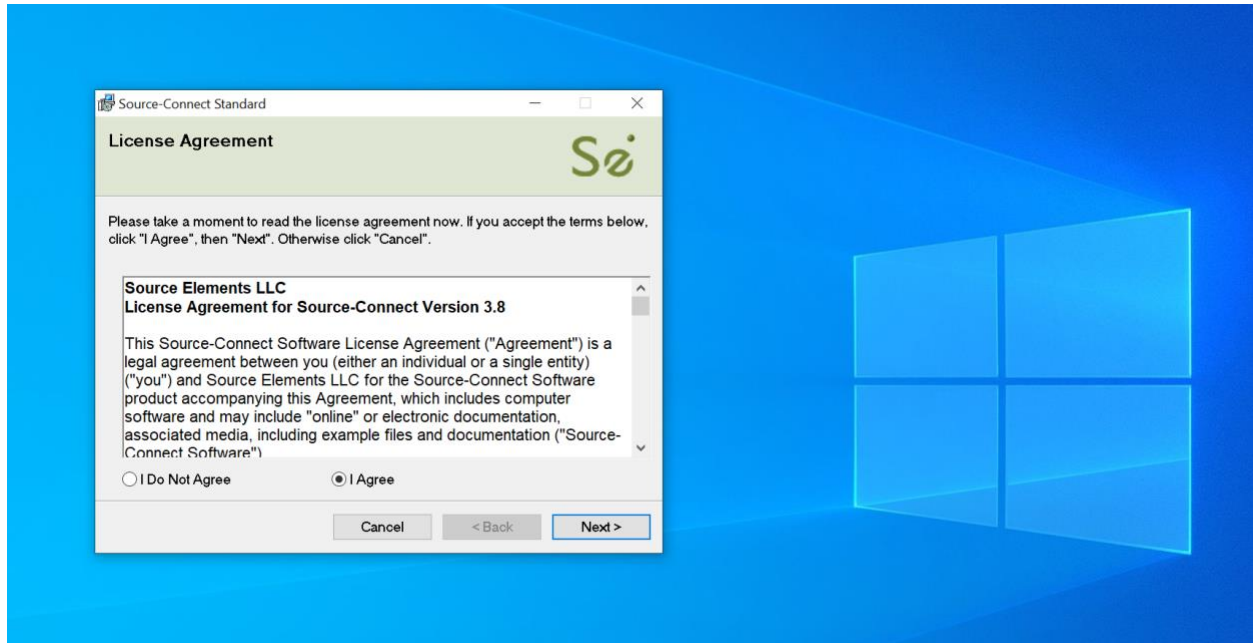 Source-Connect Standard
License Agreement
Se
Please take a moment to read the license agreement now. If you accept the terms below,
click "I Agree", then "Next". Otherwise click "Cancel".
Source Elements LLC
License Agreement for Source-Connect Version 3.8
This Source-Connect Software License Agreement ("Agreement") is a
legal agreement between you (either an individual or a single entity)
("you") and Source Elements LLC for the Source-Connect Software
product accompanying this Agreement, which includes computer
software and may include "online" or electronic documentation,
associated media, including example files and documentation ("Source-
Connect Software")
I Do Not Agree I Agree
Cancel < Back Next >